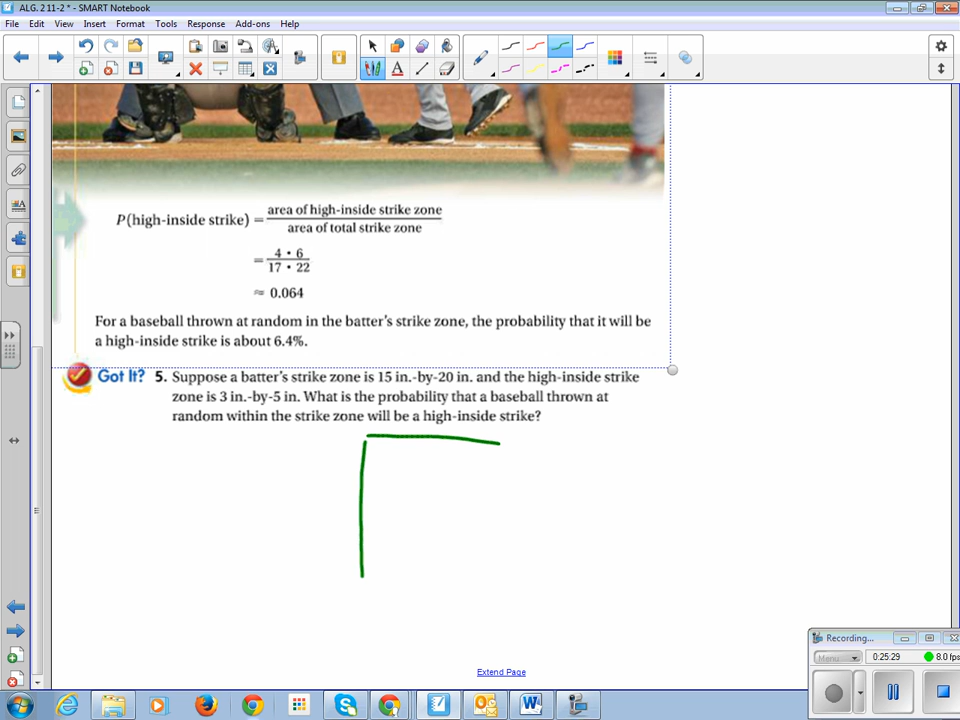 ALG. 2 11-2 * - SMART Notebook
File Edit View Insert Format Tools Response Add-ons Help
P(high-inside strike) = area of high-inside strike zone / area of total strike zone
= 4 • 6 / 17 • 22
≈ 0.064
For a baseball thrown at random in the batter's strike zone, the probability that it will be
a high-inside strike is about 6.4%.
Got It? 5. Suppose a batter's strike zone is 15 in.-by-20 in. and the high-inside strike
zone is 3 in.-by-5 in. What is the probability that a baseball thrown at
random within the strike zone will be a high-inside strike?
Extend Page
Recording...
Menu 0:25:29 8.0 fps